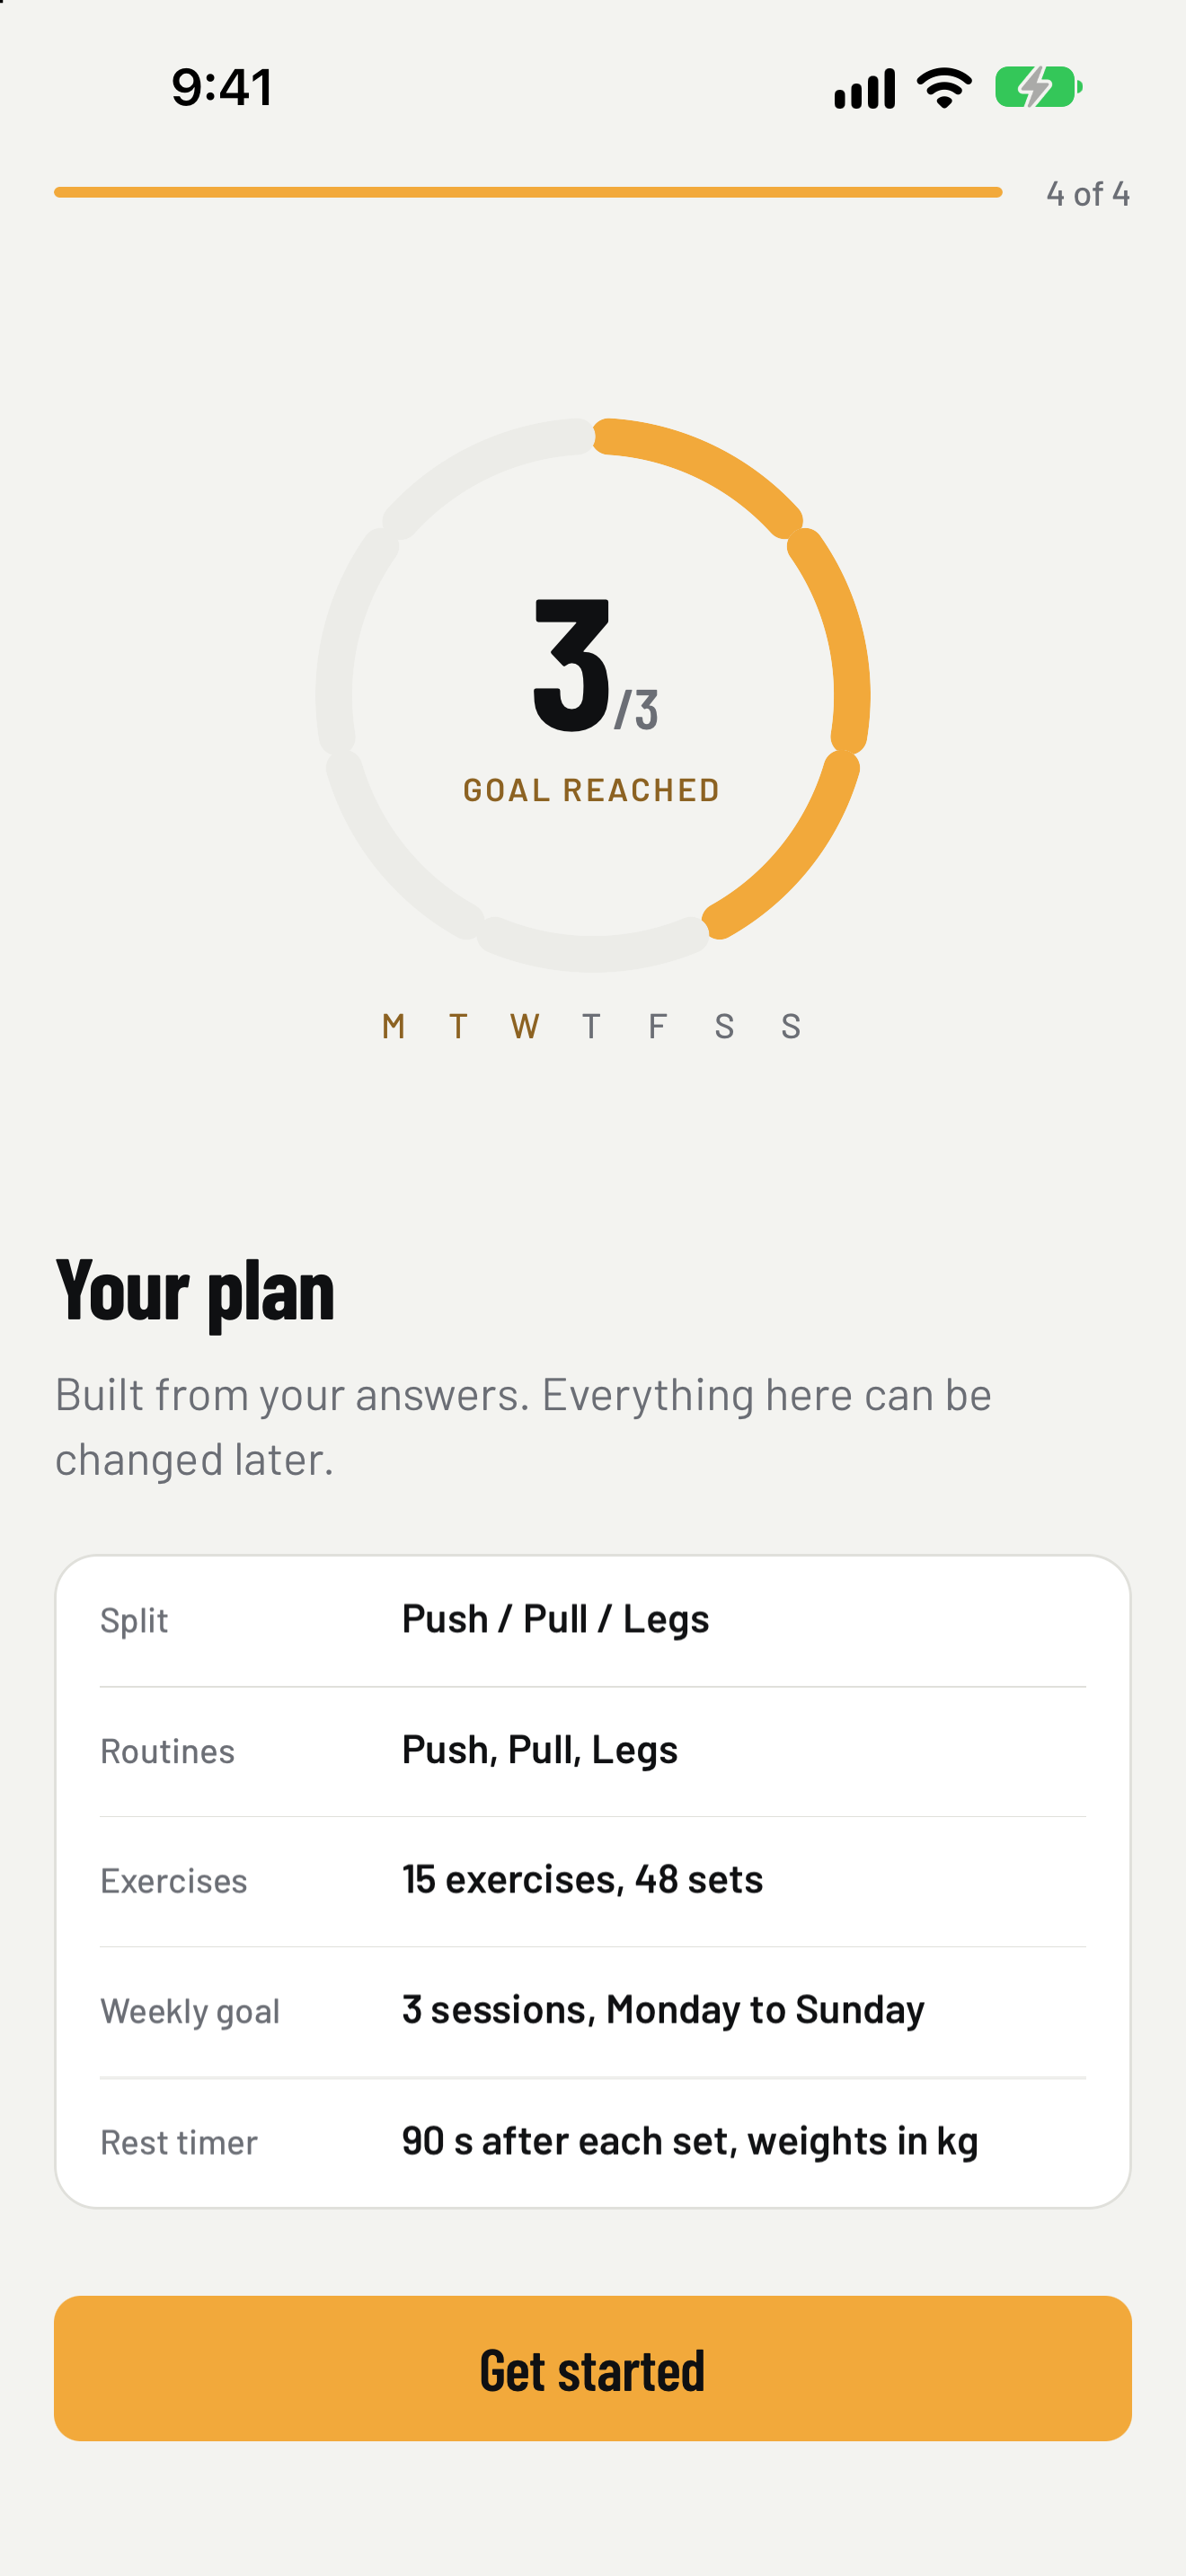 9:41
4 of 4
3/3
GOAL REACHED
M T W T F S S
Your plan
Built from your answers. Everything here can be
changed later.
Split Push / Pull / Legs
Routines Push, Pull, Legs
Exercises 15 exercises, 48 sets
Weekly goal 3 sessions, Monday to Sunday
Rest timer 90 s after each set, weights in kg
Get started